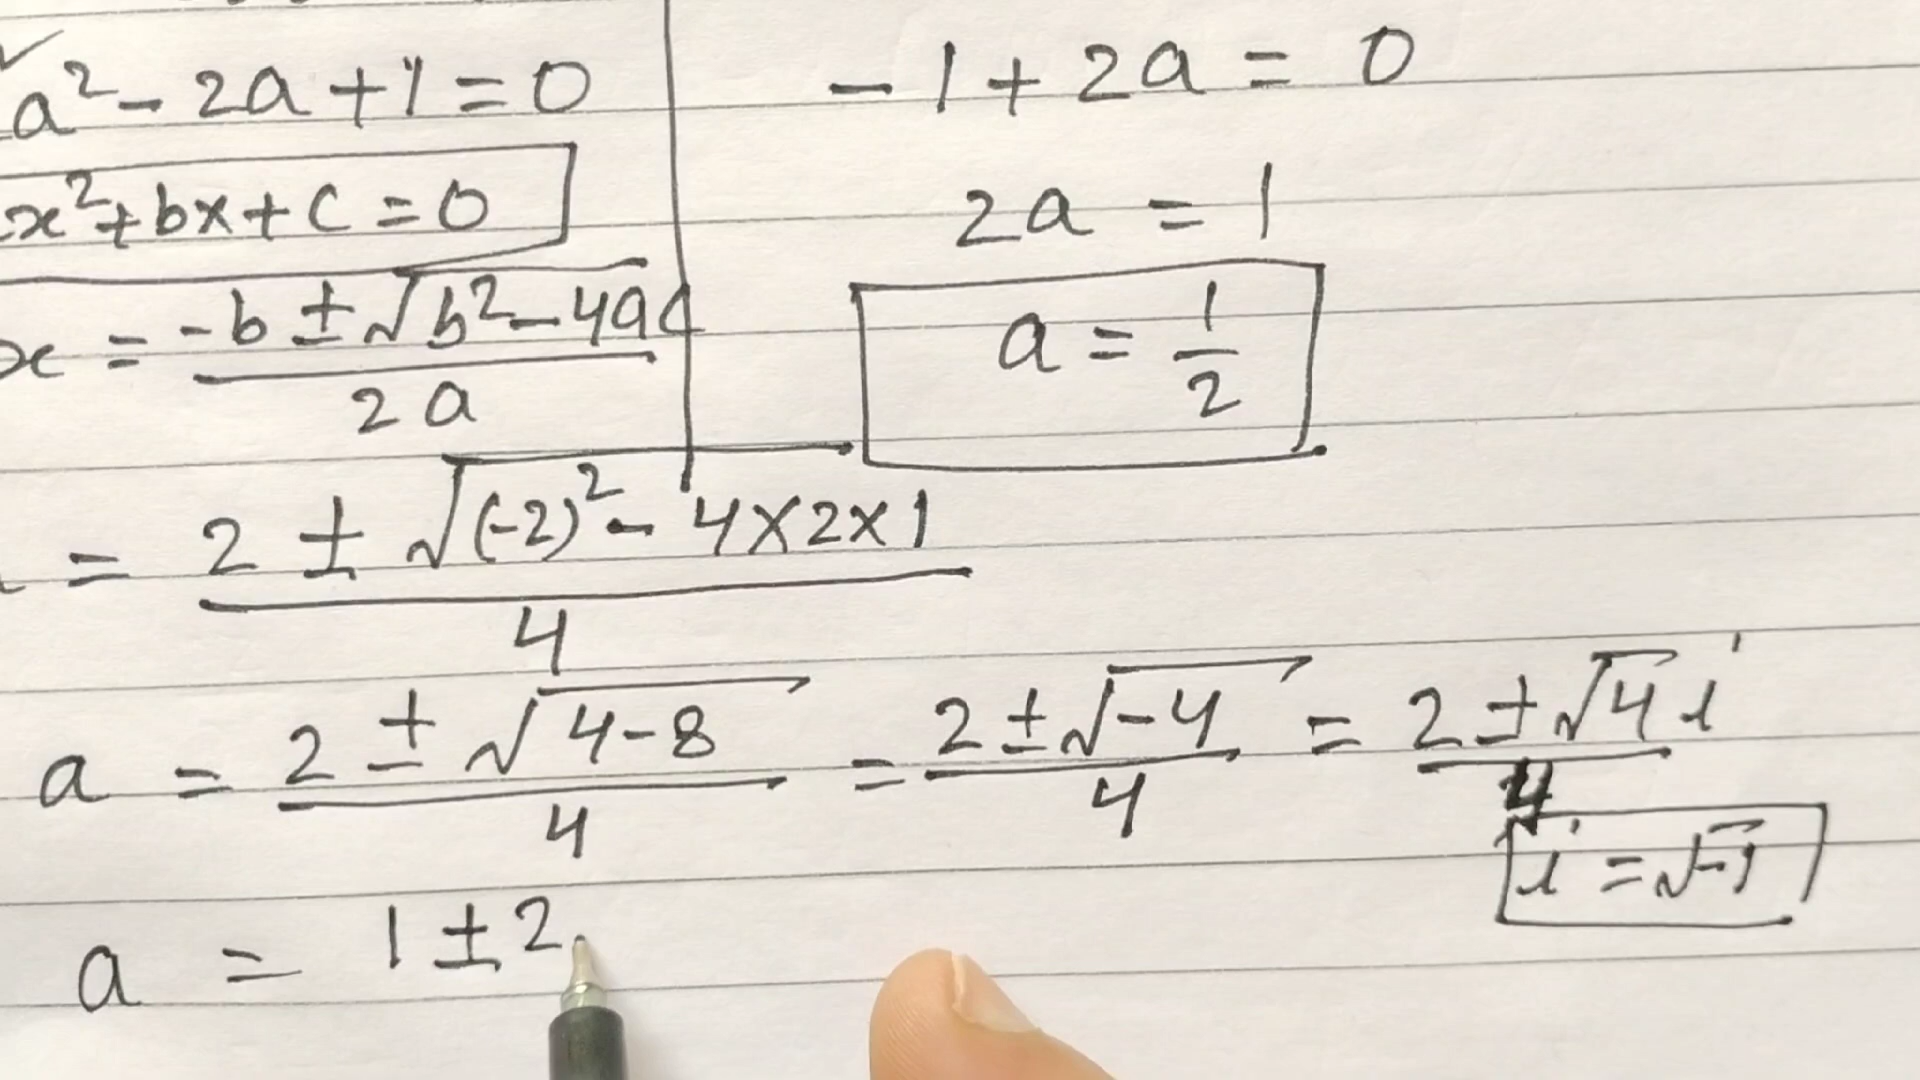 a² - 2a + 1 = 0
x² + bx + c = 0
x = -b ± √b² - 4ac / 2a
- 1 + 2a = 0
2a = 1
a = 1/2
= 2 ± √(-2)² - 4×2×1 / 4
a = 2 ± √4-8 / 4 = 2 ± √-4 / 4 = 2 ± √4 i / 4
i = √-1
a = 1 ± 2